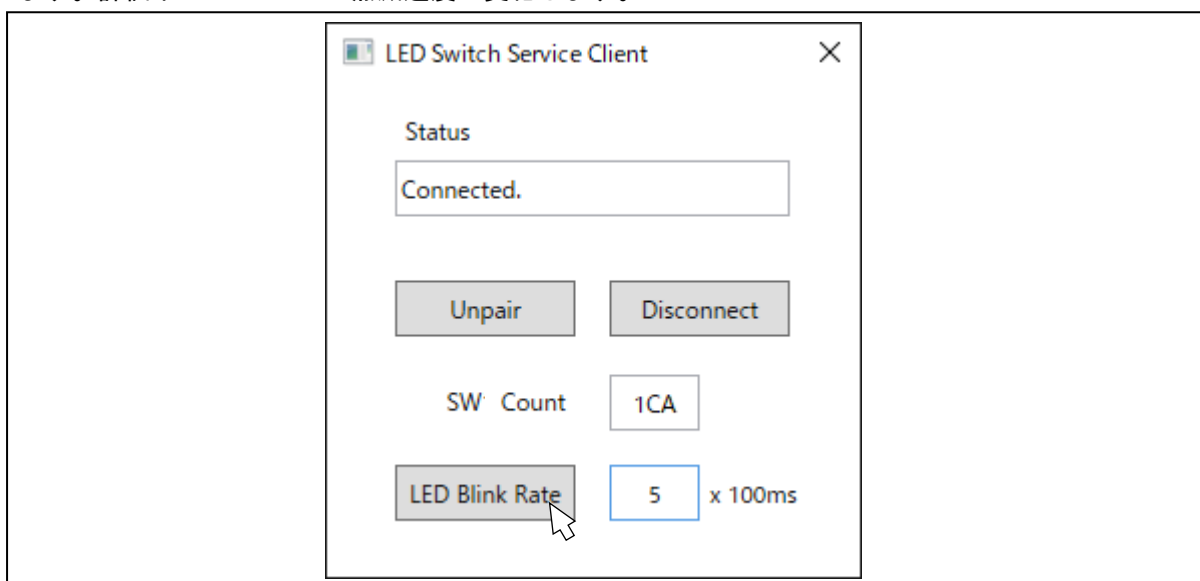 LED Switch Service Client
Status
Connected.
Unpair Disconnect
SW Count 1CA
LED Blink Rate 5 x 100ms